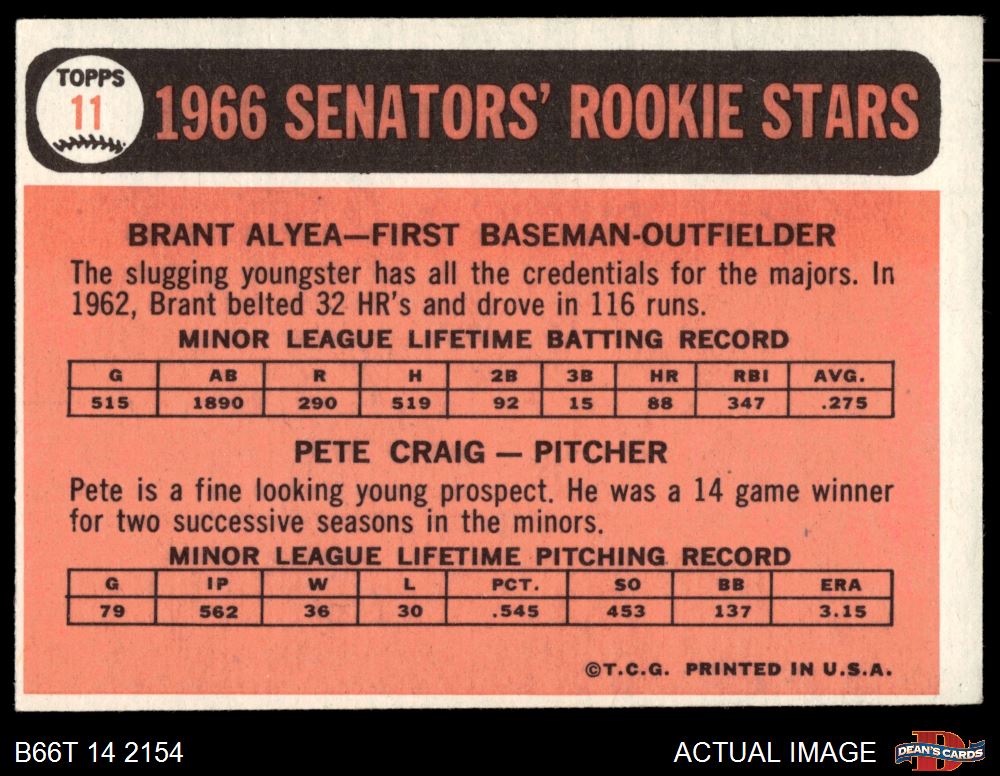 TOPPS
11
1966 SENATORS' ROOKIE STARS
BRANT ALYEA—FIRST BASEMAN-OUTFIELDER
The slugging youngster has all the credentials for the majors. In
1962, Brant belted 32 HR's and drove in 116 runs.
MINOR LEAGUE LIFETIME BATTING RECORD
G AB R H 2B 3B HR RBI AVG.
515 1890 290 519 92 15 88 347 .275
PETE CRAIG — PITCHER
Pete is a fine looking young prospect. He was a 14 game winner
for two successive seasons in the minors.
MINOR LEAGUE LIFETIME PITCHING RECORD
G IP W L PCT. SO BB ERA
79 562 36 30 .545 453 137 3.15
©T.C.G. PRINTED IN U.S.A.
B66T 14 2154
ACTUAL IMAGE
DEAN'S CARDS